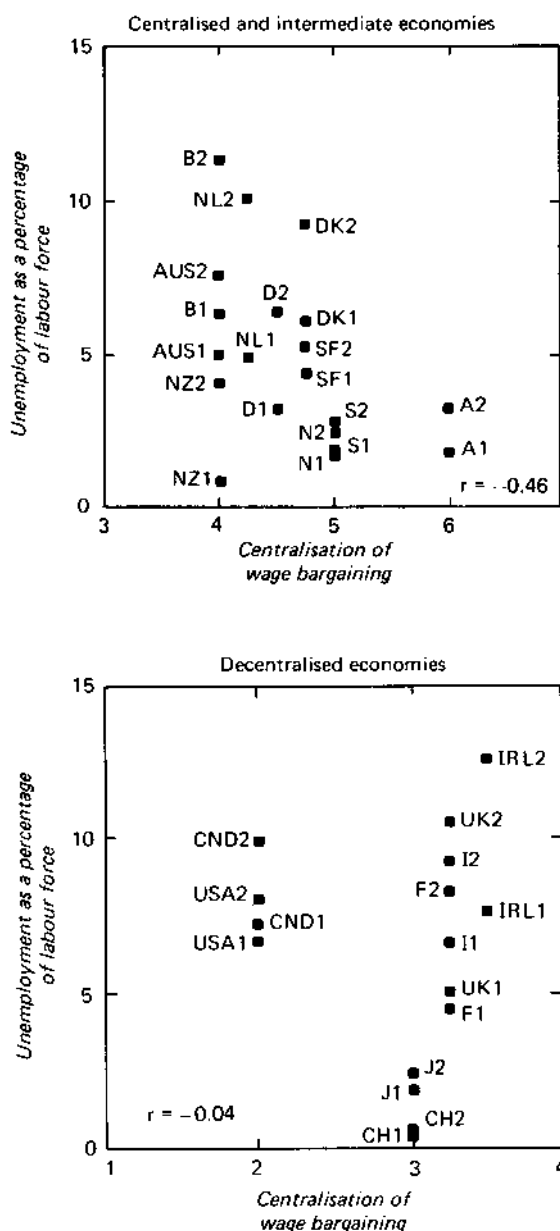 Centralised and intermediate economies
Unemployment as a percentage
of labour force
15
10
5
0
B2
NL2
DK2
AUS2
D2
B1
DK1
NL1
SF2
AUS1
SF1
NZ2
D1
S2
A2
N2
S1
A1
N1
NZ1
r = --0.46
3
4
5
6
Centralisation of
wage bargaining
Decentralised economies
Unemployment as a percentage
of labour force
15
10
5
0
IRL2
UK2
CND2
I2
F2
USA2
IRL1
CND1
USA1
I1
UK1
F1
J2
J1
CH2
CH1
r = −0.04
1
2
3
4
Centralisation of
wage bargaining